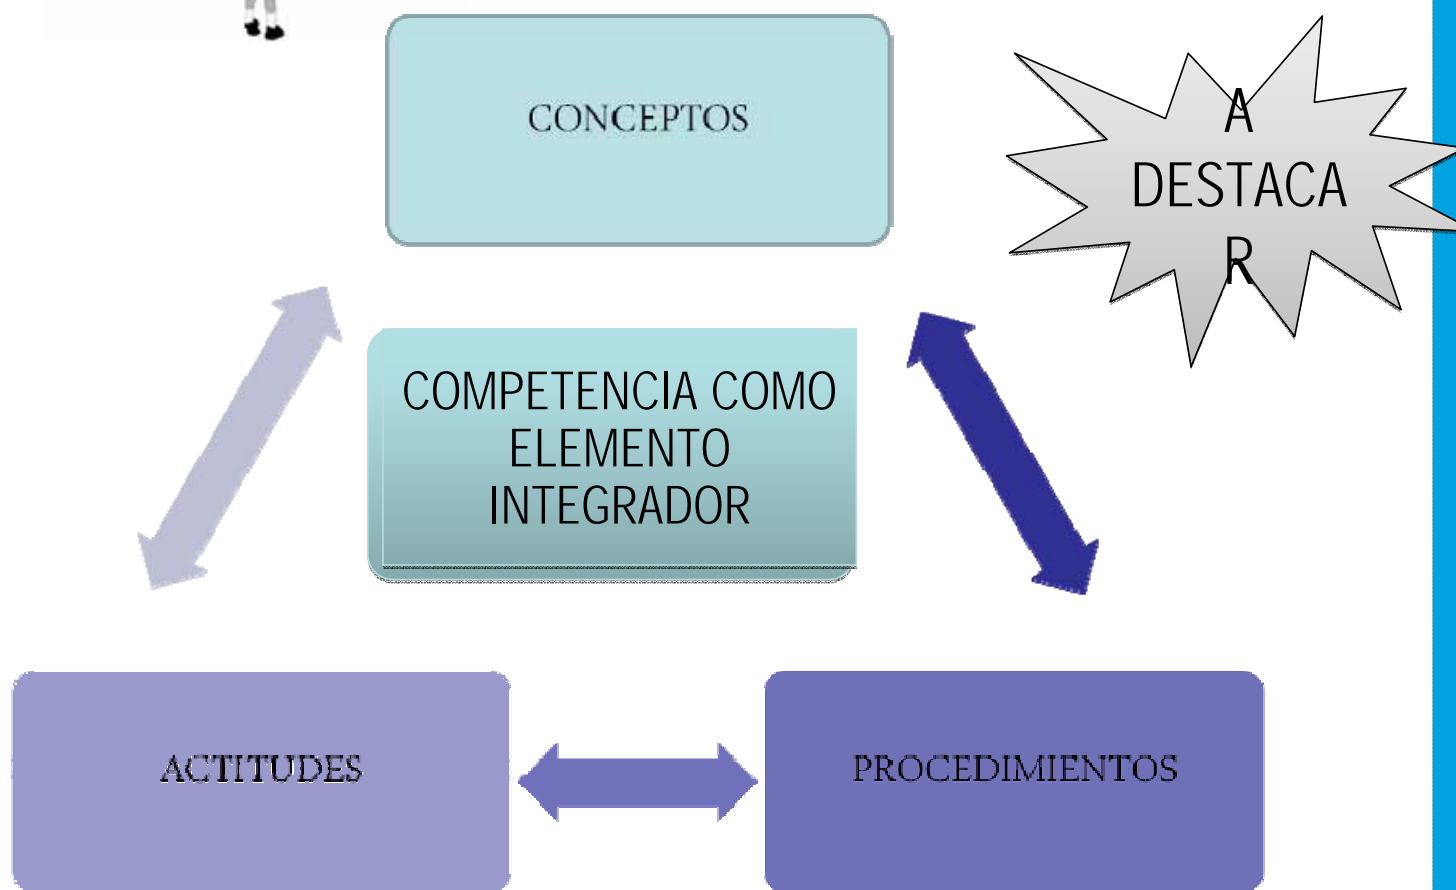 CONCEPTOS
A
DESTACA
R
COMPETENCIA COMO
ELEMENTO
INTEGRADOR
ACTITUDES
PROCEDIMIENTOS